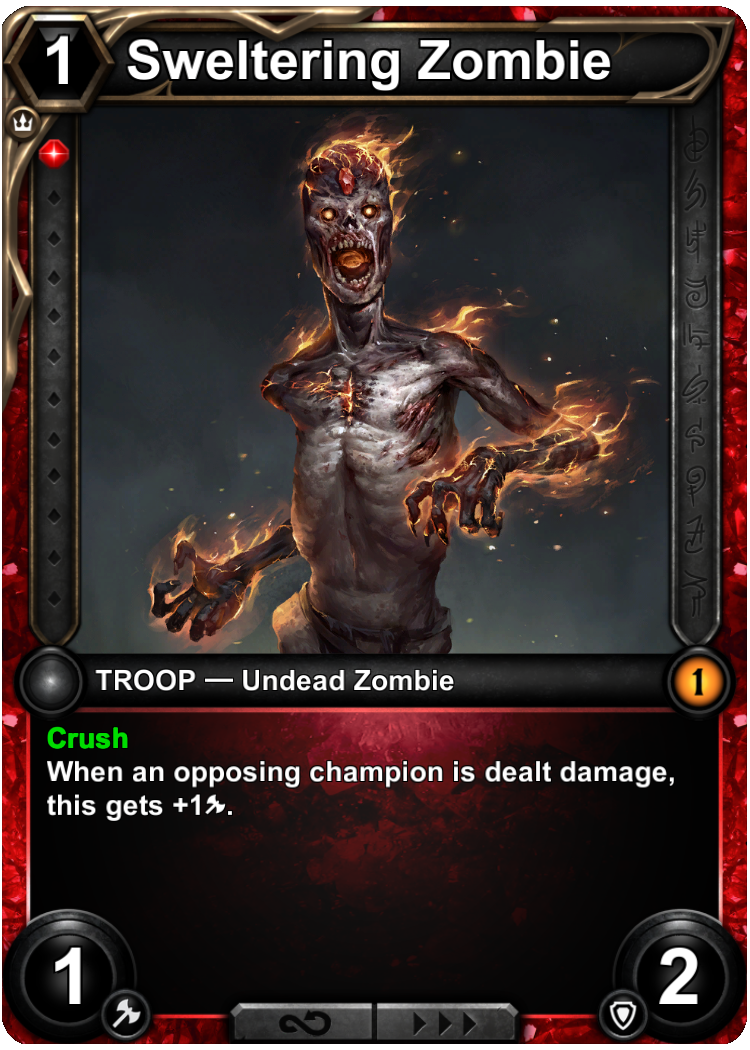 1
Sweltering Zombie
TROOP — Undead Zombie
1
Crush
When an opposing champion is dealt damage,
this gets +1.
1
2